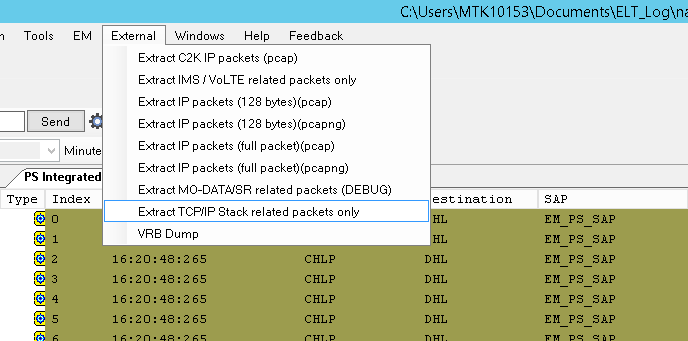 C:\Users\MTK10153\Documents\ELT_Log\na
Tools EM External Windows Help Feedback
Extract C2K IP packets (pcap)
Extract IMS / VoLTE related packets only
Extract IP packets (128 bytes)(pcap)
Send
Extract IP packets (128 bytes)(pcapng)
Extract IP packets (full packet)(pcap)
Minute
Extract IP packets (full packet)(pcapng)
PS Integrated
Extract MO-DATA/SR related packets (DEBUG)
Type Index estination SAP
Extract TCP/IP Stack related packets only
0 DHL EM_PS_SAP
VRB Dump
1 DHL EM_PS_SAP
2 16:20:48:265 CHLP DHL EM_PS_SAP
3 16:20:48:265 CHLP DHL EM_PS_SAP
4 16:20:48:265 CHLP DHL EM_PS_SAP
5 16:20:48:265 CHLP DHL EM_PS_SAP
6 16:20:48:265 CHLP DHL EM_PS_SAP